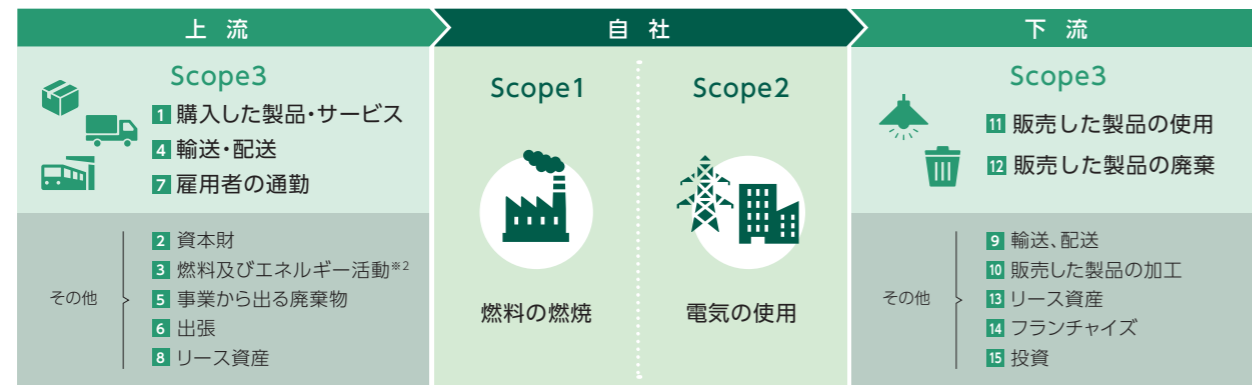 上流
Scope3
1 購入した製品・サービス
4 輸送・配送
7 雇用者の通勤
その他
2 資本財
3 燃料及びエネルギー活動※2
5 事業から出る廃棄物
6 出張
8 リース資産
自社
Scope1
燃料の燃焼
Scope2
電気の使用
下流
Scope3
11 販売した製品の使用
12 販売した製品の廃棄
その他
9 輸送、配送
10 販売した製品の加工
13 リース資産
14 フランチャイズ
15 投資